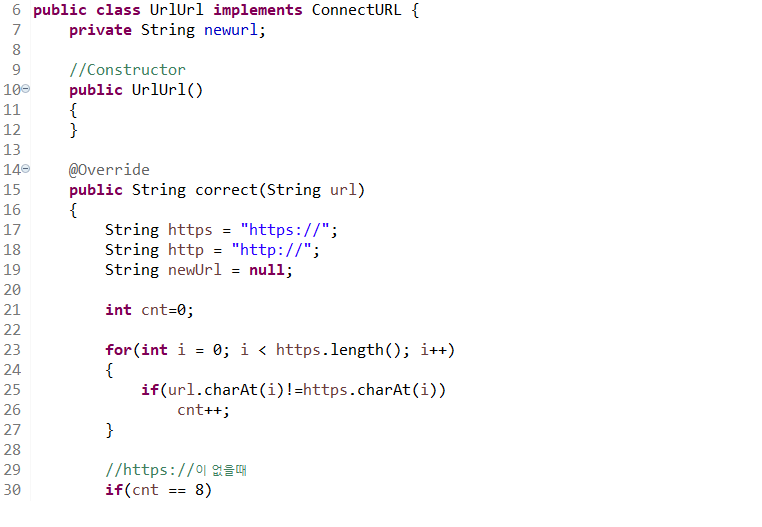 6 public class UrlUrl implements ConnectURL {
7     private String newurl;
8
9     //Constructor
10     public UrlUrl()
11     {
12     }
13
14     @Override
15     public String correct(String url)
16     {
17         String https = "https://";
18         String http = "http://";
19         String newUrl = null;
20
21         int cnt=0;
22
23         for(int i = 0; i < https.length(); i++)
24         {
25             if(url.charAt(i)!=https.charAt(i))
26                 cnt++;
27         }
28
29         //https://이 없을때
30         if(cnt == 8)